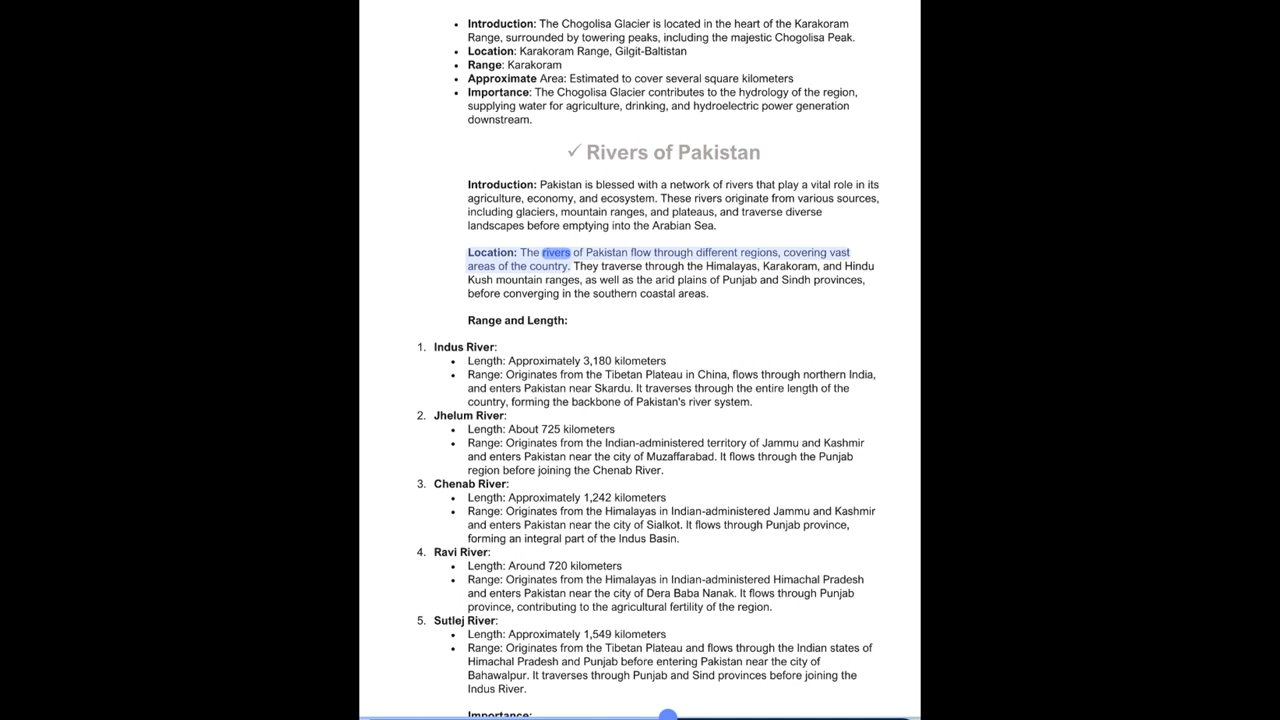 • Introduction: The Chogolisa Glacier is located in the heart of the Karakoram
Range, surrounded by towering peaks, including the majestic Chogolisa Peak.
• Location: Karakoram Range, Gilgit-Baltistan
• Range: Karakoram
• Approximate Area: Estimated to cover several square kilometers
• Importance: The Chogolisa Glacier contributes to the hydrology of the region,
supplying water for agriculture, drinking, and hydroelectric power generation
downstream.
✓ Rivers of Pakistan
Introduction: Pakistan is blessed with a network of rivers that play a vital role in its
agriculture, economy, and ecosystem. These rivers originate from various sources,
including glaciers, mountain ranges, and plateaus, and traverse diverse
landscapes before emptying into the Arabian Sea.
Location: The rivers of Pakistan flow through different regions, covering vast
areas of the country. They traverse through the Himalayas, Karakoram, and Hindu
Kush mountain ranges, as well as the arid plains of Punjab and Sindh provinces,
before converging in the southern coastal areas.
Range and Length:
1. Indus River:
• Length: Approximately 3,180 kilometers
• Range: Originates from the Tibetan Plateau in China, flows through northern India,
and enters Pakistan near Skardu. It traverses through the entire length of the
country, forming the backbone of Pakistan's river system.
2. Jhelum River:
• Length: About 725 kilometers
• Range: Originates from the Indian-administered territory of Jammu and Kashmir
and enters Pakistan near the city of Muzaffarabad. It flows through the Punjab
region before joining the Chenab River.
3. Chenab River:
• Length: Approximately 1,242 kilometers
• Range: Originates from the Himalayas in Indian-administered Jammu and Kashmir
and enters Pakistan near the city of Sialkot. It flows through Punjab province,
forming an integral part of the Indus Basin.
4. Ravi River:
• Length: Around 720 kilometers
• Range: Originates from the Himalayas in Indian-administered Himachal Pradesh
and enters Pakistan near the city of Dera Baba Nanak. It flows through Punjab
province, contributing to the agricultural fertility of the region.
5. Sutlej River:
• Length: Approximately 1,549 kilometers
• Range: Originates from the Tibetan Plateau and flows through the Indian states of
Himachal Pradesh and Punjab before entering Pakistan near the city of
Bahawalpur. It traverses through Punjab and Sind provinces before joining the
Indus River.
Importance: